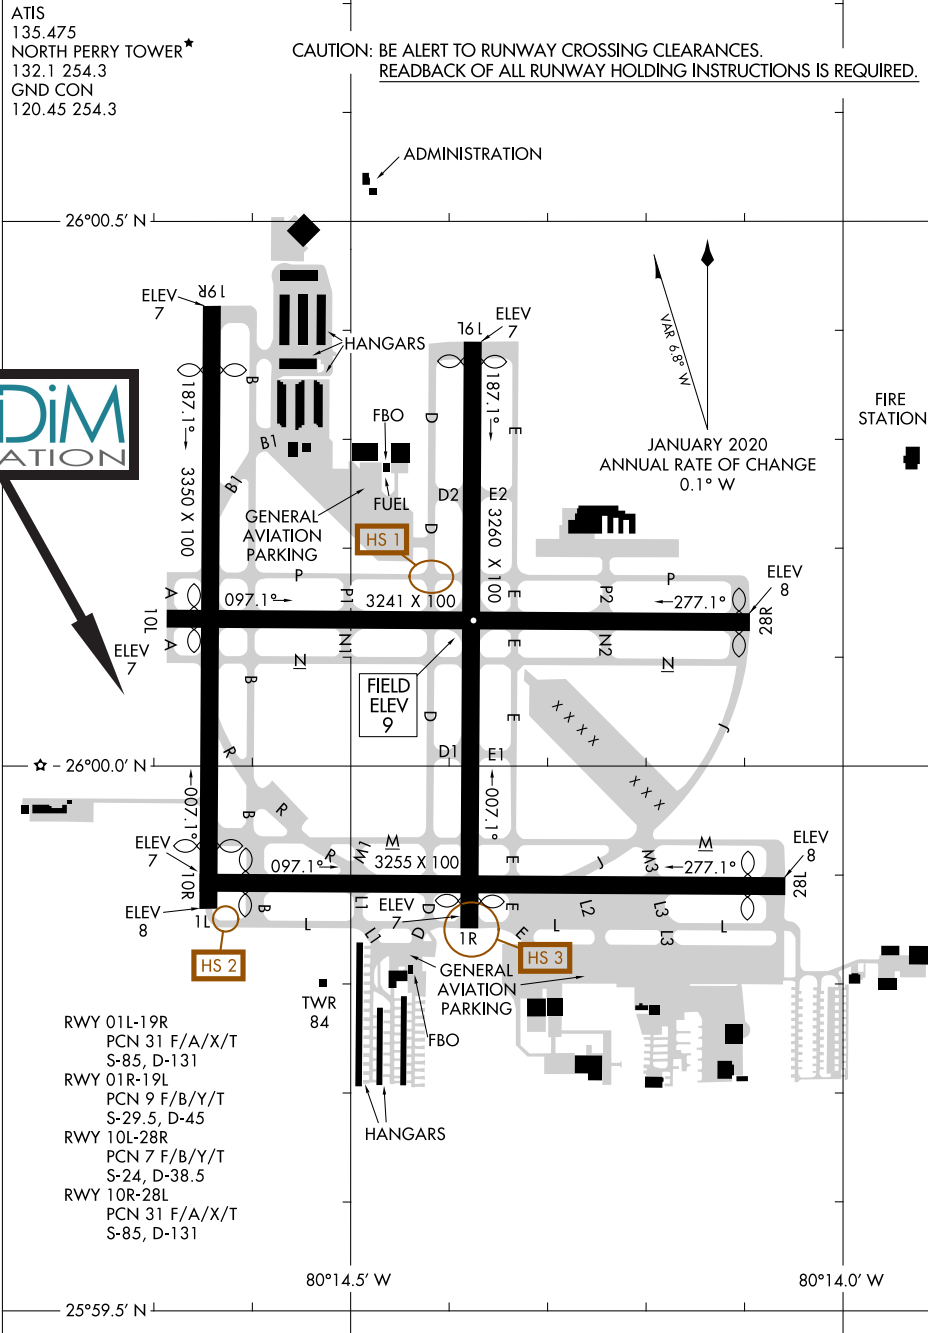 ATIS
135.475
NORTH PERRY TOWER★
132.1 254.3
GND CON
120.45 254.3
CAUTION: BE ALERT TO RUNWAY CROSSING CLEARANCES.
READBACK OF ALL RUNWAY HOLDING INSTRUCTIONS IS REQUIRED.
ADMINISTRATION
26°00.5' N
ELEV
7
19R
HANGARS
19L
ELEV
7
VAR 6.8° W
JANUARY 2020
ANNUAL RATE OF CHANGE
0.1° W
FIRE
STATION
DiM
ATION
187.1°
3350 X 100
B
B1
B1
FBO
FUEL
GENERAL
AVIATION
PARKING
HS 1
D
D2
D
187.1°
E
E2
3260 X 100
P
A
A
10L
097.1°
P1
3241 X 100
E
P2
P
277.1°
ELEV
8
28R
ELEV
7
N
N1
E
N2
N
FIELD
ELEV
9
B
R
D
E
X X X X
J
D1
E1
26°00.0' N
X X X
007.1°
B
R
007.1°
ELEV
7
10R
097.1°
R
M1
M
3255 X 100
E
J
M3
M
277.1°
ELEV
8
28L
ELEV
8
1L
B
L
L1
L1
ELEV
7
D
D
1R
E
E
L
L2
L3
L3
L
HS 2
HS 3
GENERAL
AVIATION
PARKING
TWR
84
FBO
HANGARS
RWY 01L-19R
PCN 31 F/A/X/T
S-85, D-131
RWY 01R-19L
PCN 9 F/B/Y/T
S-29.5, D-45
RWY 10L-28R
PCN 7 F/B/Y/T
S-24, D-38.5
RWY 10R-28L
PCN 31 F/A/X/T
S-85, D-131
80°14.5' W
80°14.0' W
25°59.5' N